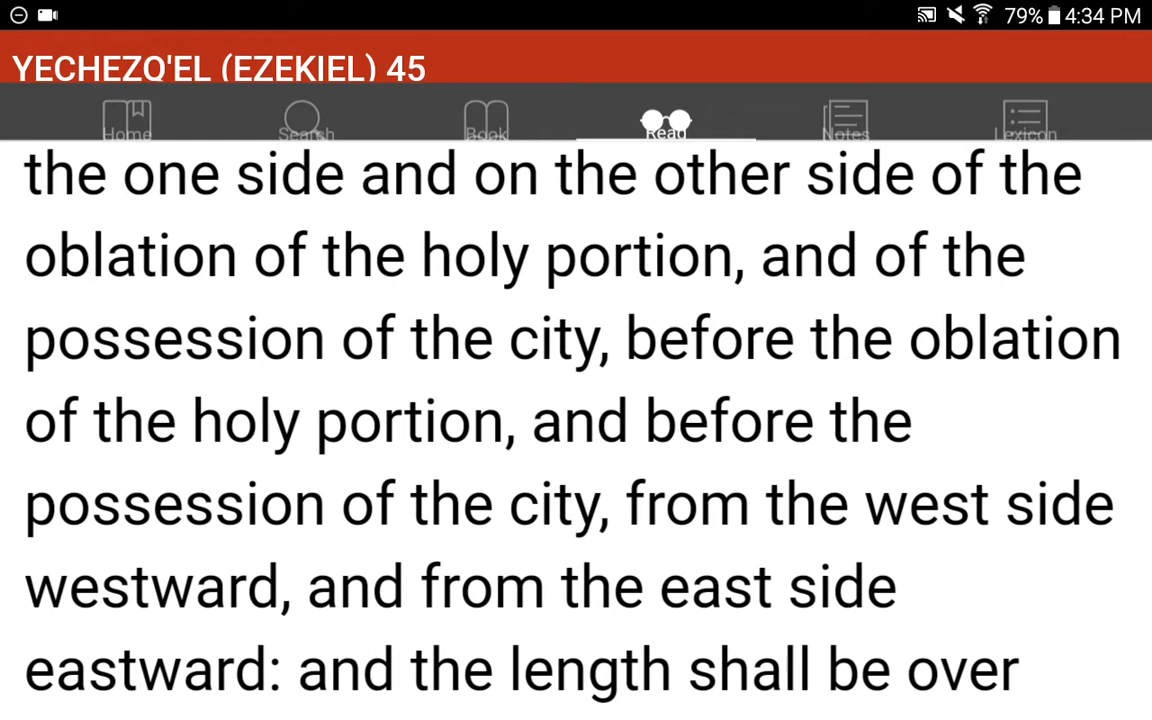 79% 4:34 PM
YECHEZQ'EL (EZEKIEL) 45
Home Search Book Read Notes Lexicon
the one side and on the other side of the
oblation of the holy portion, and of the
possession of the city, before the oblation
of the holy portion, and before the
possession of the city, from the west side
westward, and from the east side
eastward: and the length shall be over